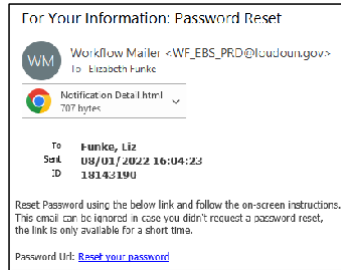 For Your Information: Password Reset
WM
Workflow Mailer <WF_EBS_PRD@loudoun.gov>
To Elizabeth Funke
Notification Detail.html
707 bytes
To Funke, Liz
Sent 08/01/2022 16:04:23
ID 18143190
Reset Password using the below link and follow the on-screen instructions.
This email can be ignored in case you didn't request a password reset,
the link is only available for a short time.
Password Url: Reset your password